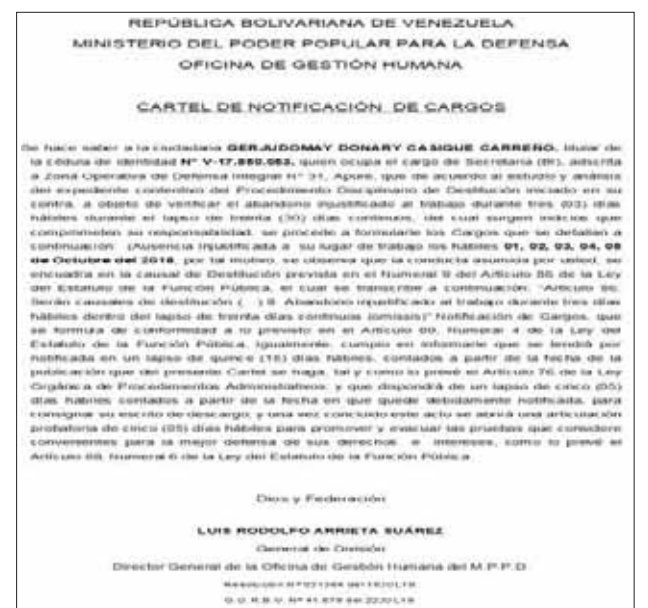 REPÚBLICA BOLIVARIANA DE VENEZUELA
MINISTERIO DEL PODER POPULAR PARA LA DEFENSA
OFICINA DE GESTIÓN HUMANA
CARTEL DE NOTIFICACIÓN DE CARGOS
Se hace saber a la ciudadana GERJUDOMAY DONARY CASIQUE CARREÑO, titular de
la cédula de identidad Nº quien ocupa el cargo de Secretaria adscrita
a Zona Operativa de Defensa Integral Nº 31, Apure, que de acuerdo al estudio y análisis
del expediente contentivo del Procedimiento Disciplinario de Destitución iniciado en su
contra, a objeto de verificar el abandono injustificado al trabajo durante tres (03) días
hábiles durante el lapso de treinta (30) días continuos, del cual surgen indicios que
comprometen su responsabilidad, se procede a formularle los Cargos que se detallan a
continuación: (Ausencia injustificada a su lugar de trabajo los hábiles 01, 02, 03, 04,
de Octubre del 2018, por tal motivo, se observa que la conducta asumida por usted, se
encuadra en la causal de Destitución prevista en el Numeral 9 del Artículo 86 de la Ley
del Estatuto de la Función Pública, el cual se transcribe a continuación: "Artículo 86.
Serán causales de destitución ( ) 9. Abandono injustificado al trabajo durante tres días
hábiles dentro del lapso de treinta días continuos (omissis)" Notificación de Cargos, que
se formula de conformidad a lo previsto en el Artículo 89, Numeral 4 de la Ley del
Estatuto de la Función Pública, igualmente, cumplo en informarle que se tendrá por
notificada en un lapso de quince (15) días hábiles, contados a partir de la fecha de la
publicación que del presente Cartel se haga, tal y como lo prevé el Artículo 76 de la Ley
Orgánica de Procedimientos Administrativos, y que dispondrá de un lapso de cinco (05)
días hábiles contados a partir de la fecha en que quede debidamente notificada, para
consignar su escrito de descargo, y una vez concluido este acto se abrirá una articulación
probatoria de cinco (05) días hábiles para promover y evacuar las pruebas que considere
convenientes para la mejor defensa de sus derechos e intereses, como lo prevé el
Artículo 89, Numeral 6 de la Ley del Estatuto de la Función Pública
Dios y Federación
LUIS RODOLFO ARRIETA SUÁREZ
General de División
Director General de la Oficina de Gestión Humana del M.P.P.D
Resolución Nº
G.O.R.B.V. Nº